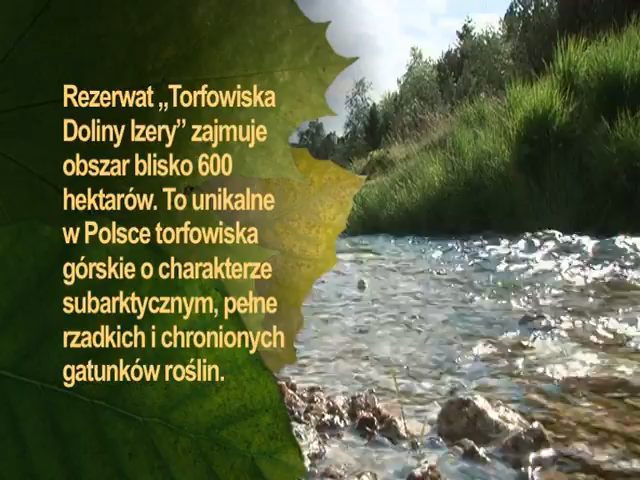 Rezerwat „Torfowiska
Doliny Izery” zajmuje
obszar blisko 600
hektarów. To unikalne
w Polsce torfowiska
górskie o charakterze
subarktycznym, pełne
rzadkich i chronionych
gatunków roślin.